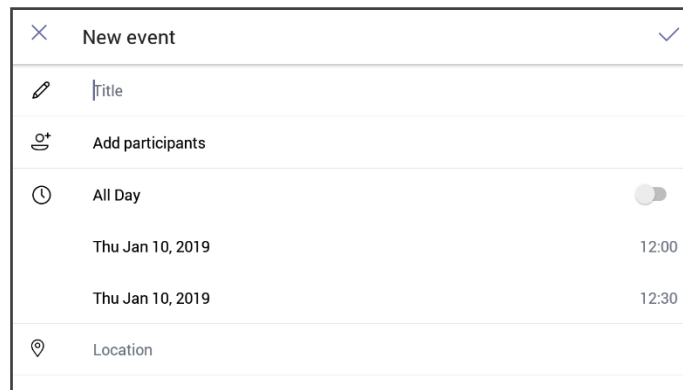 New event
Title
Add participants
All Day
Thu Jan 10, 2019 12:00
Thu Jan 10, 2019 12:30
Location